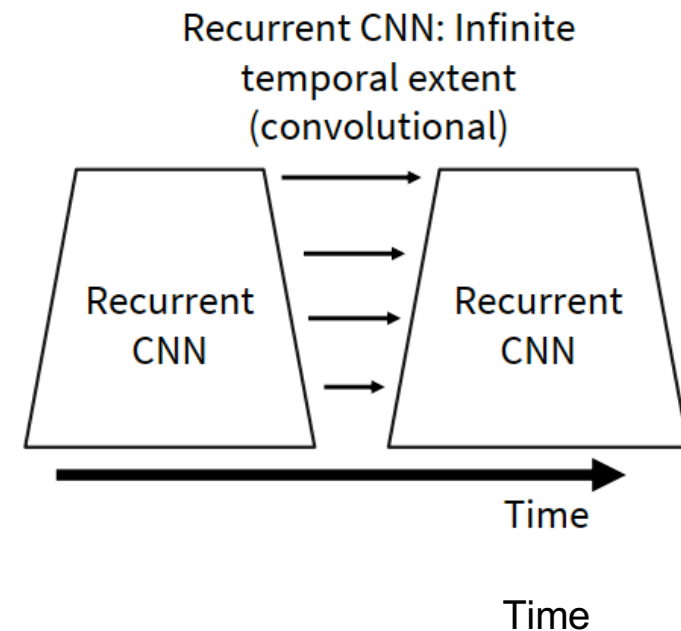 Recurrent CNN: Infinite
temporal extent
(convolutional)
Recurrent
CNN
Recurrent
CNN
Time
Time